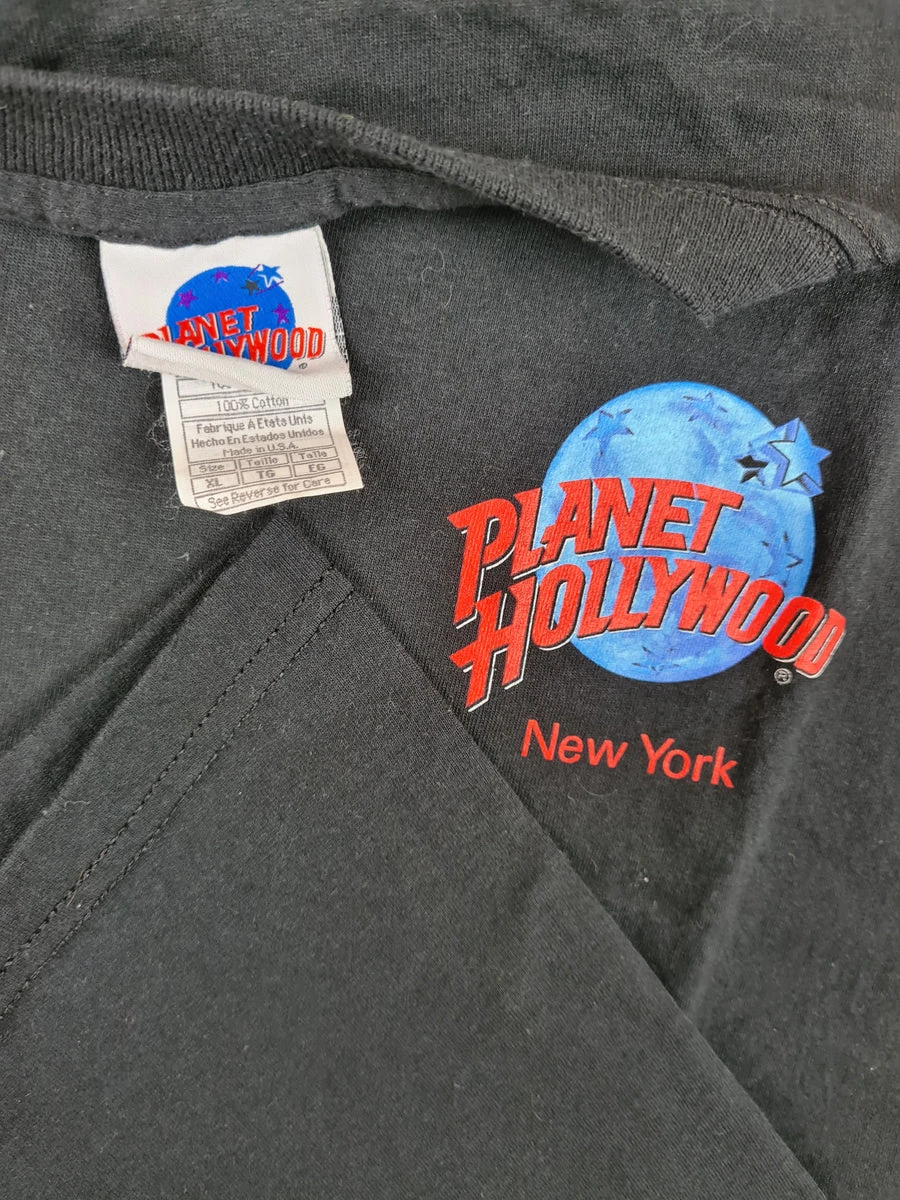 PLANET
HOLLYWOOD
®
100% Cotton
Fabrique A Etats Unis
Hecho En Estados Unidos
Made in U.S.A.
Size Taille Talla
XL TG EG
See Reverse for Care
PLANET
HOLLYWOOD
®
New York